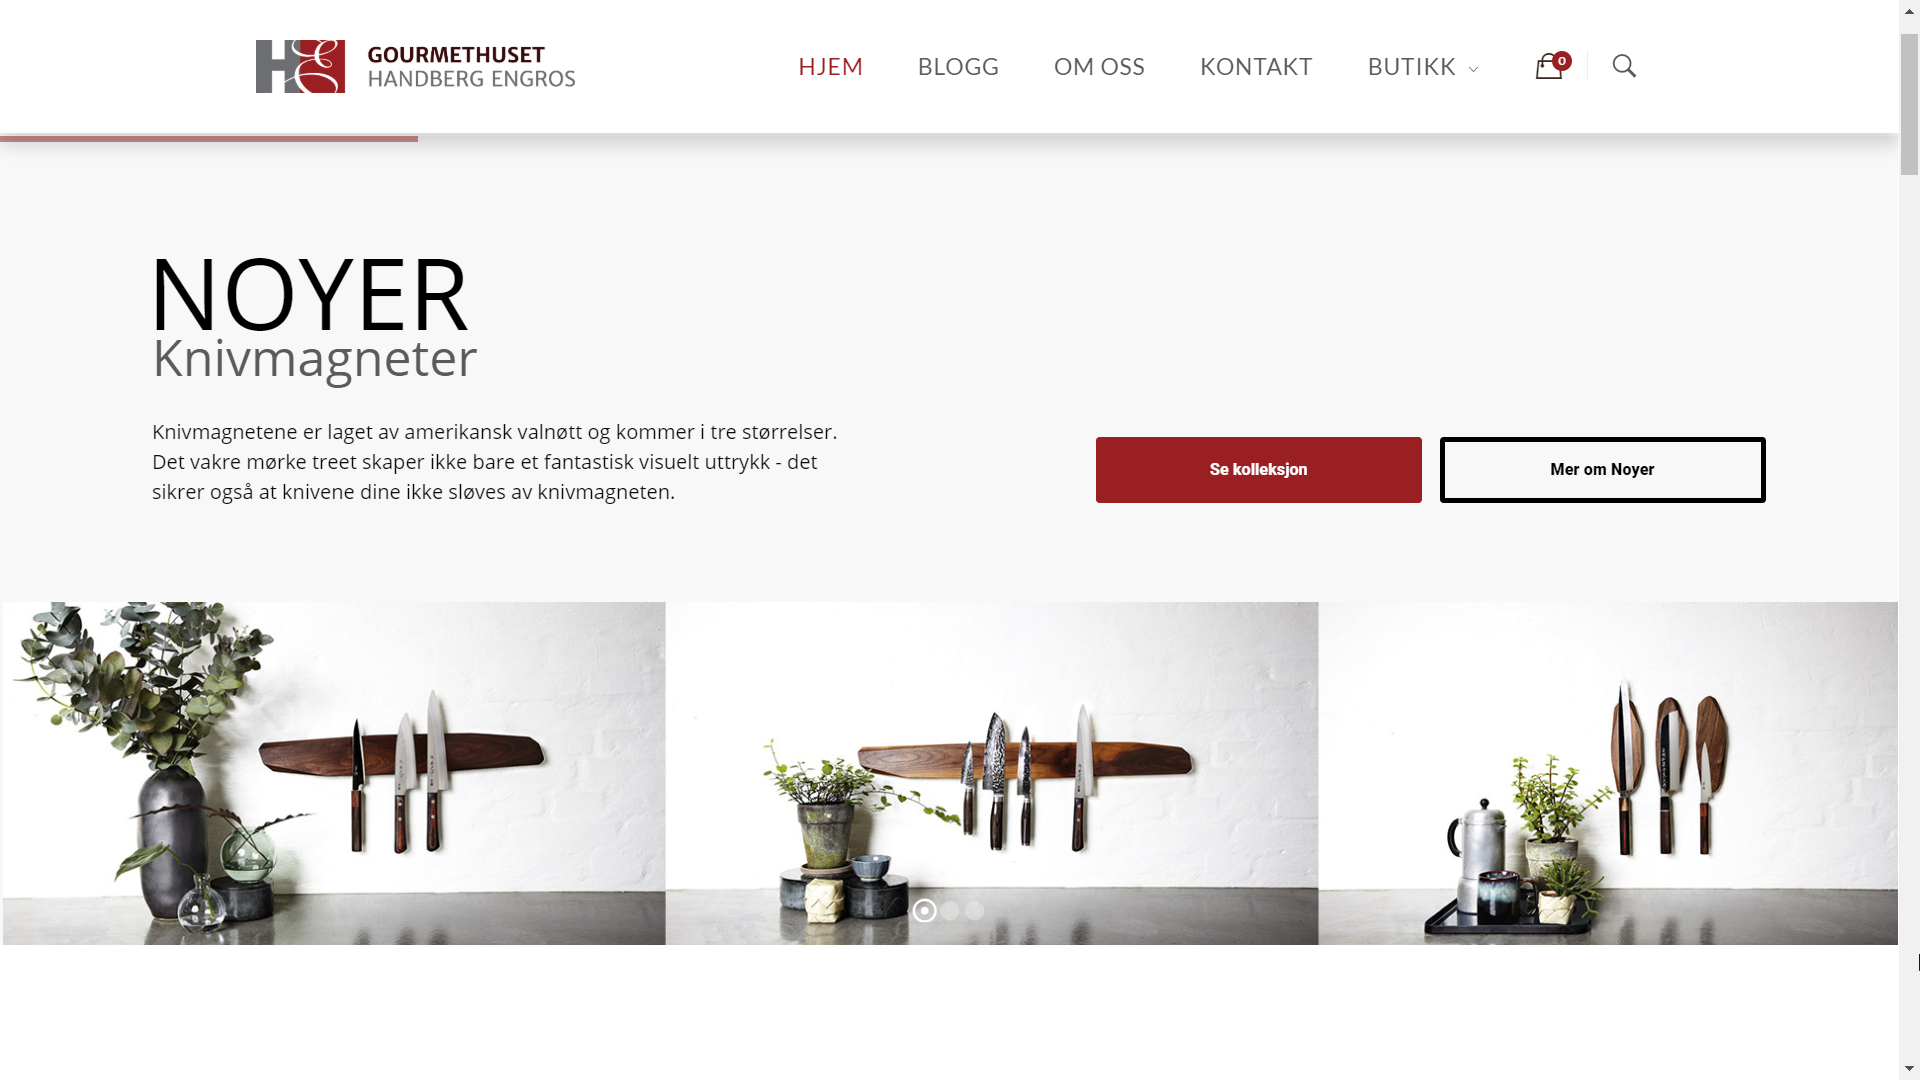 GOURMETHUSET
HANDBERG ENGROS
HJEM
BLOGG
OM OSS
KONTAKT
BUTIKK
0
NOYER
Knivmagneter
Knivmagnetene er laget av amerikansk valnøtt og kommer i tre størrelser.
Det vakre mørke treet skaper ikke bare et fantastisk visuelt uttrykk - det
sikrer også at knivene dine ikke sløves av knivmagneten.
Se kolleksjon
Mer om Noyer